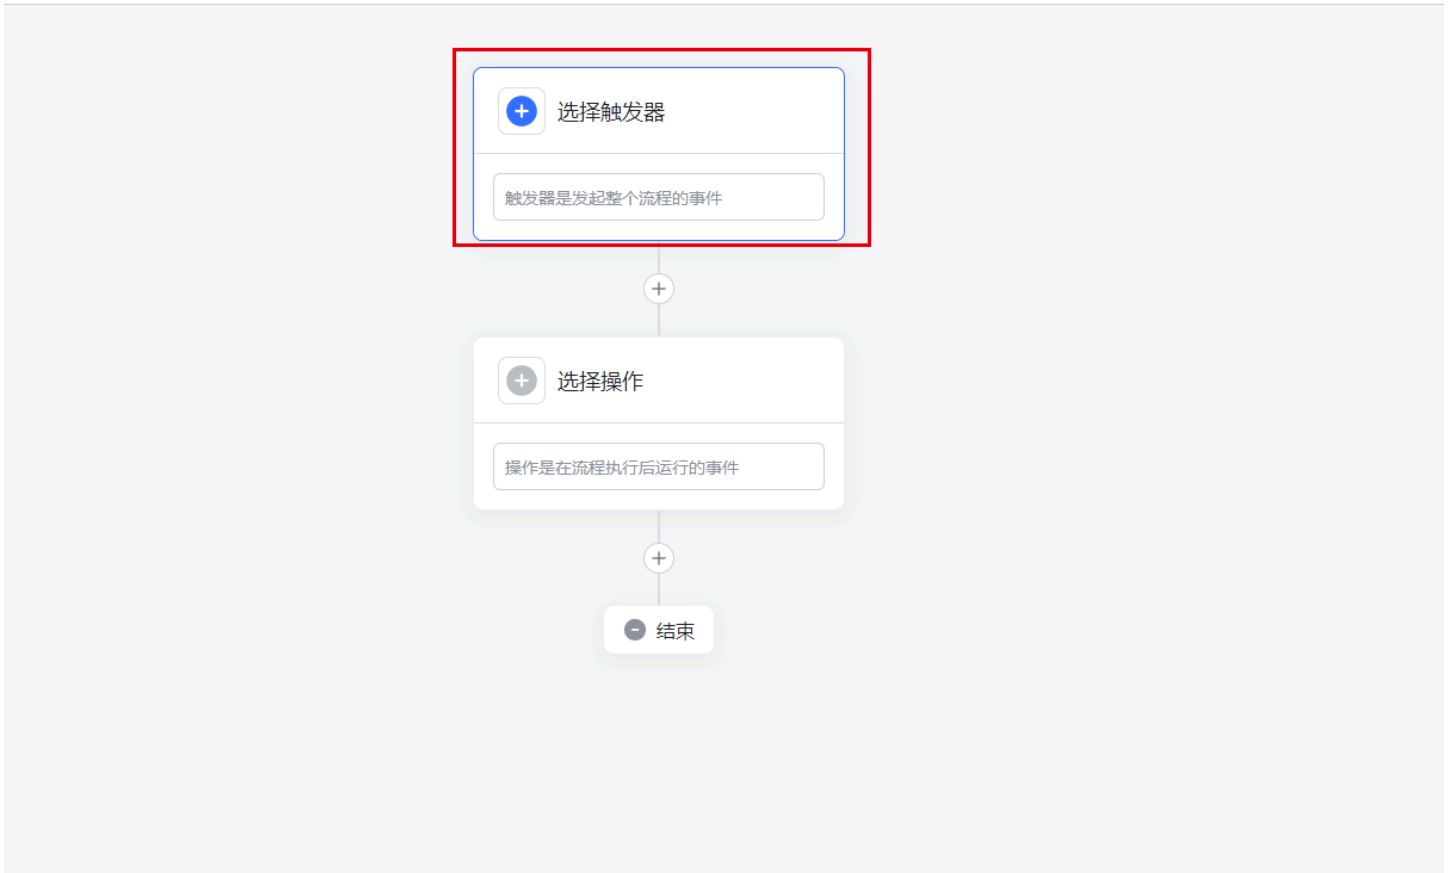 选择触发器
触发器是发起整个流程的事件
选择操作
操作是在流程执行后运行的事件
结束